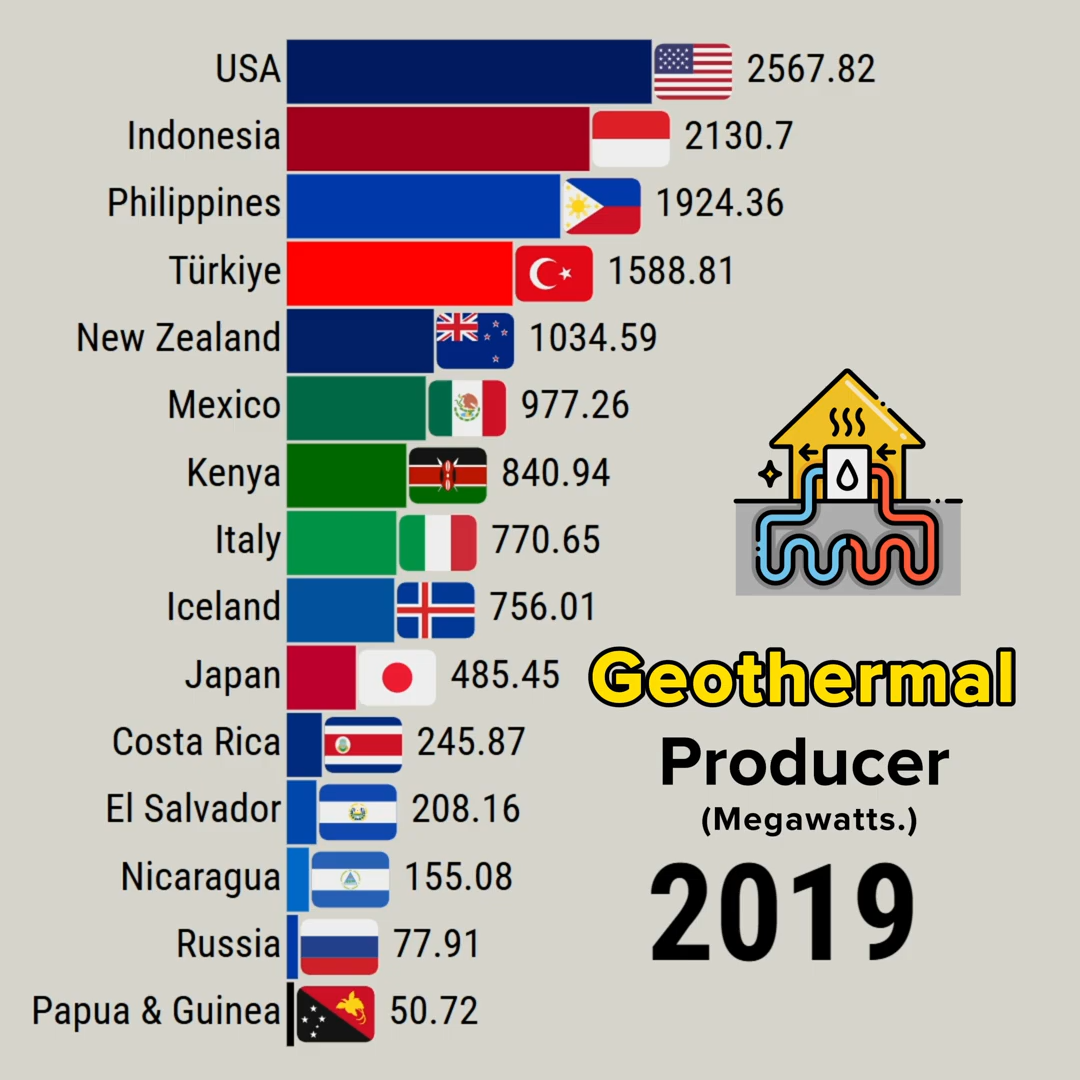 USA 2567.82
Indonesia 2130.7
Philippines 1924.36
Türkiye 1588.81
New Zealand 1034.59
Mexico 977.26
Kenya 840.94
Italy 770.65
Iceland 756.01
Japan 485.45
Costa Rica 245.87
El Salvador 208.16
Nicaragua 155.08
Russia 77.91
Papua & Guinea 50.72
Geothermal
Producer
(Megawatts.)
2019